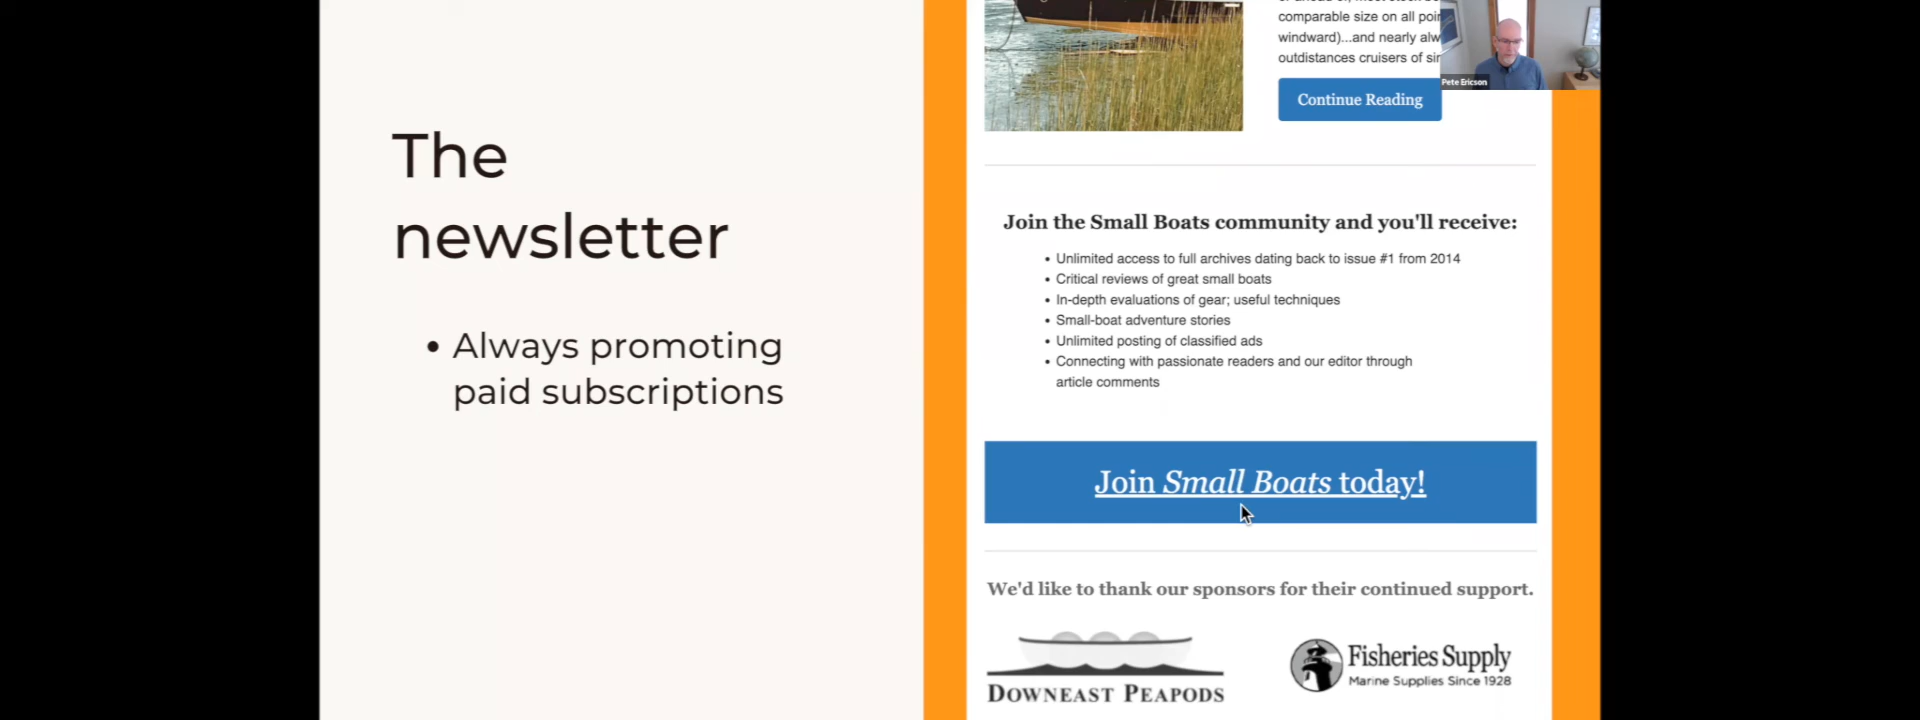 The
newsletter
• Always promoting
paid subscriptions
comparable size on all
windward)...and nearly
outdistances cruisers of
Continue Reading
Pete Ericson
Join the Small Boats community and you'll receive:
• Unlimited access to full archives dating back to issue #1 from 2014
• Critical reviews of great small boats
• In-depth evaluations of gear; useful techniques
• Small-boat adventure stories
• Unlimited posting of classified ads
• Connecting with passionate readers and our editor through
article comments
Join Small Boats today!
We'd like to thank our sponsors for their continued support.
DOWNEAST PEAPODS
Fisheries Supply
Marine Supplies Since 1928